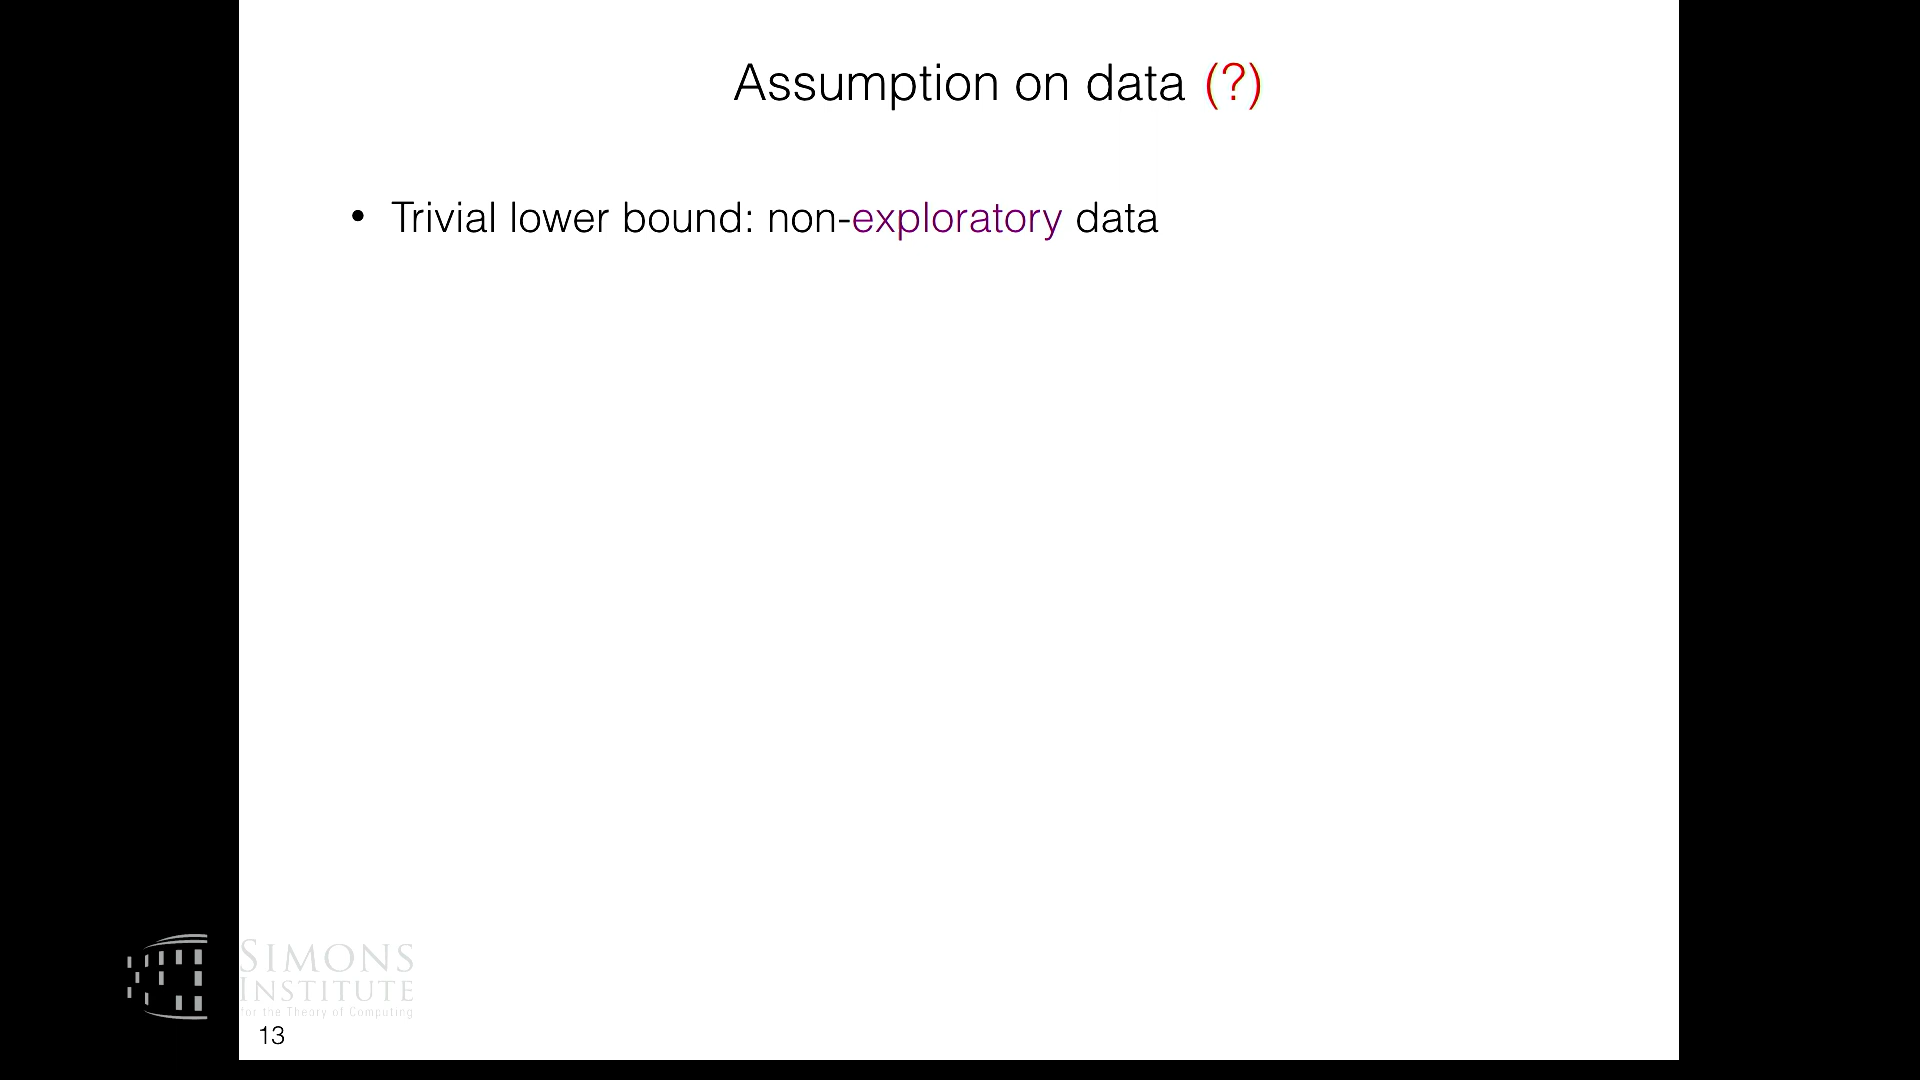 Assumption on data (?)
• Trivial lower bound: non-exploratory data
SIMONS
INSTITUTE
for the Theory of Computing
13